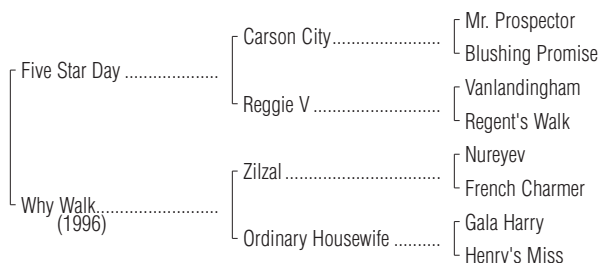 Mr. Prospector
Carson City
Blushing Promise
Five Star Day
Vanlandingham
Reggie V
Regent's Walk
Nureyev
Zilzal
French Charmer
Why Walk
(1996)
Gala Harry
Ordinary Housewife
Henry's Miss